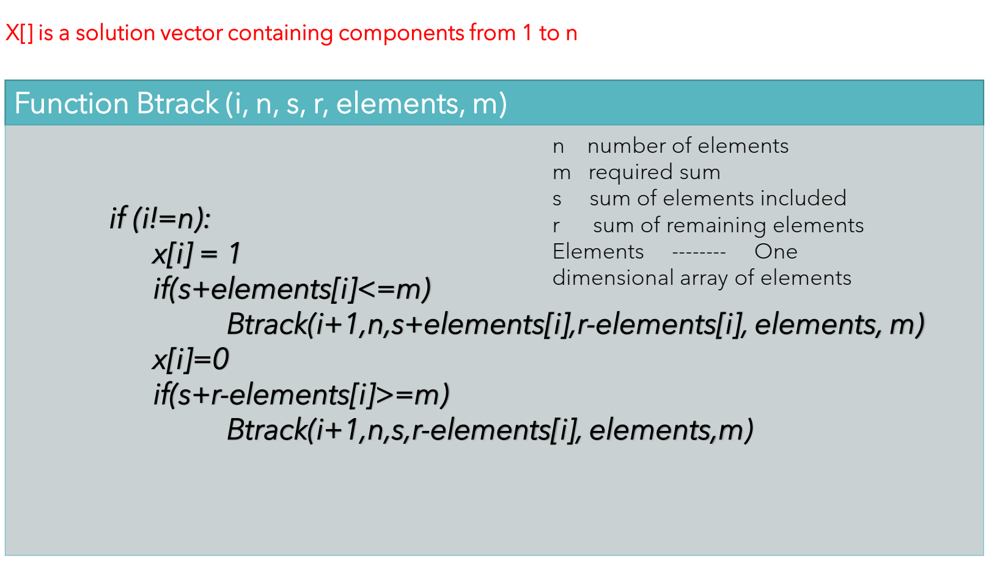 X[] is a solution vector containing components from 1 to n
Function Btrack (i, n, s, r, elements, m)
n number of elements
m required sum
s sum of elements included
r sum of remaining elements
Elements -------- One
dimensional array of elements
if (i!=n):
x[i] = 1
if(s+elements[i]<=m)
Btrack(i+1,n,s+elements[i],r-elements[i], elements, m)
x[i]=0
if(s+r-elements[i]>=m)
Btrack(i+1,n,s,r-elements[i], elements,m)